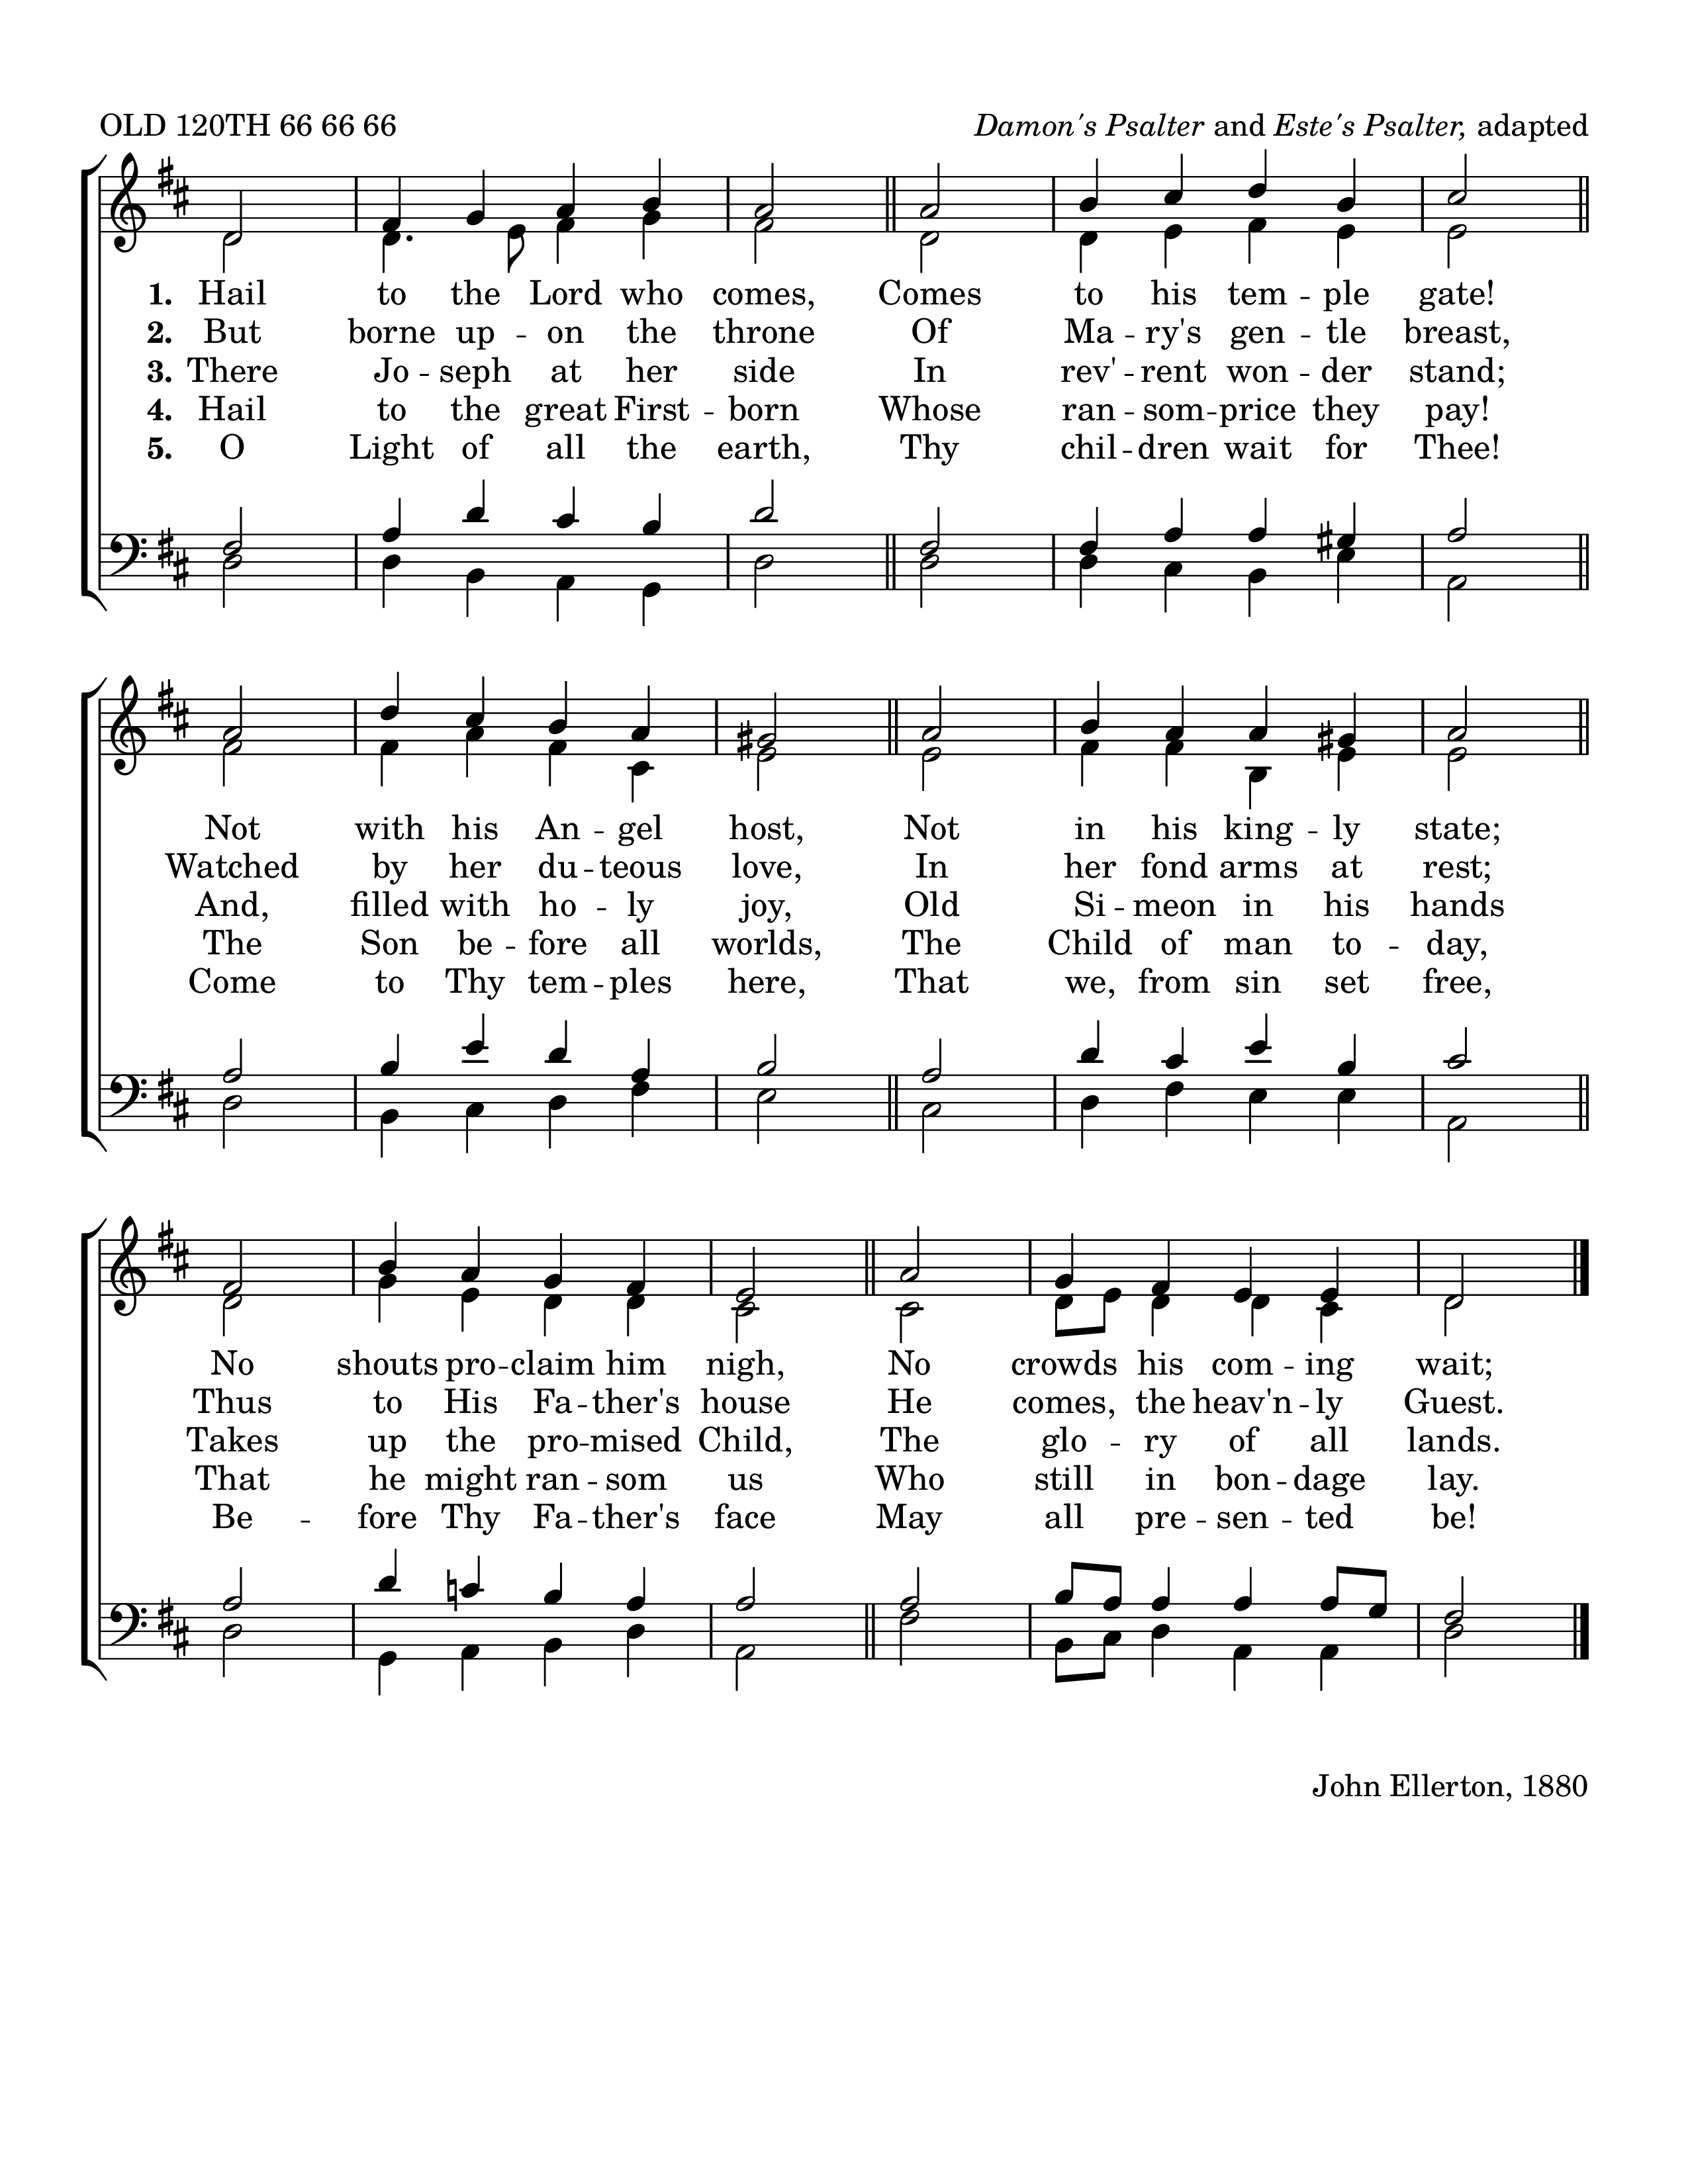 OLD 120TH 66 66 66 Damon's Psalter and Este's Psalter, adapted
1. Hail to the Lord who comes, Comes to his tem -- ple gate!
2. But borne up -- on the throne Of Ma -- ry's gen -- tle breast,
3. There Jo -- seph at her side In rev' -- rent won -- der stand;
4. Hail to the great First -- born Whose ran -- som -- price they pay!
5. O Light of all the earth, Thy chil -- dren wait for Thee!
Not with his An -- gel host, Not in his king -- ly state;
Watched by her du -- teous love, In her fond arms at rest;
And, filled with ho -- ly joy, Old Si -- meon in his hands
The Son be -- fore all worlds, The Child of man to -- day,
Come to Thy tem -- ples here, That we, from sin set free,
No shouts pro -- claim him nigh, No crowds his com -- ing wait;
Thus to His Fa -- ther's house He comes, the heav'n -- ly Guest.
Takes up the pro -- mised Child, The glo -- ry of all lands.
That he might ran -- som us Who still in bon -- dage lay.
Be -- fore Thy Fa -- ther's face May all pre -- sen -- ted be!
John Ellerton, 1880